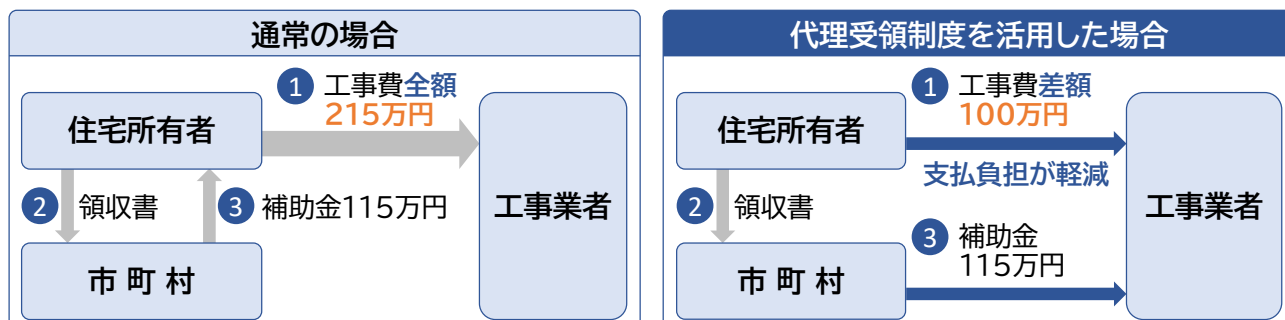 通常の場合
1 工事費全額
215万円
住宅所有者
2 領収書
3 補助金115万円
工事業者
市町村
代理受領制度を活用した場合
1 工事費差額
100万円
住宅所有者
支払負担が軽減
2 領収書
3 補助金
115万円
工事業者
市町村